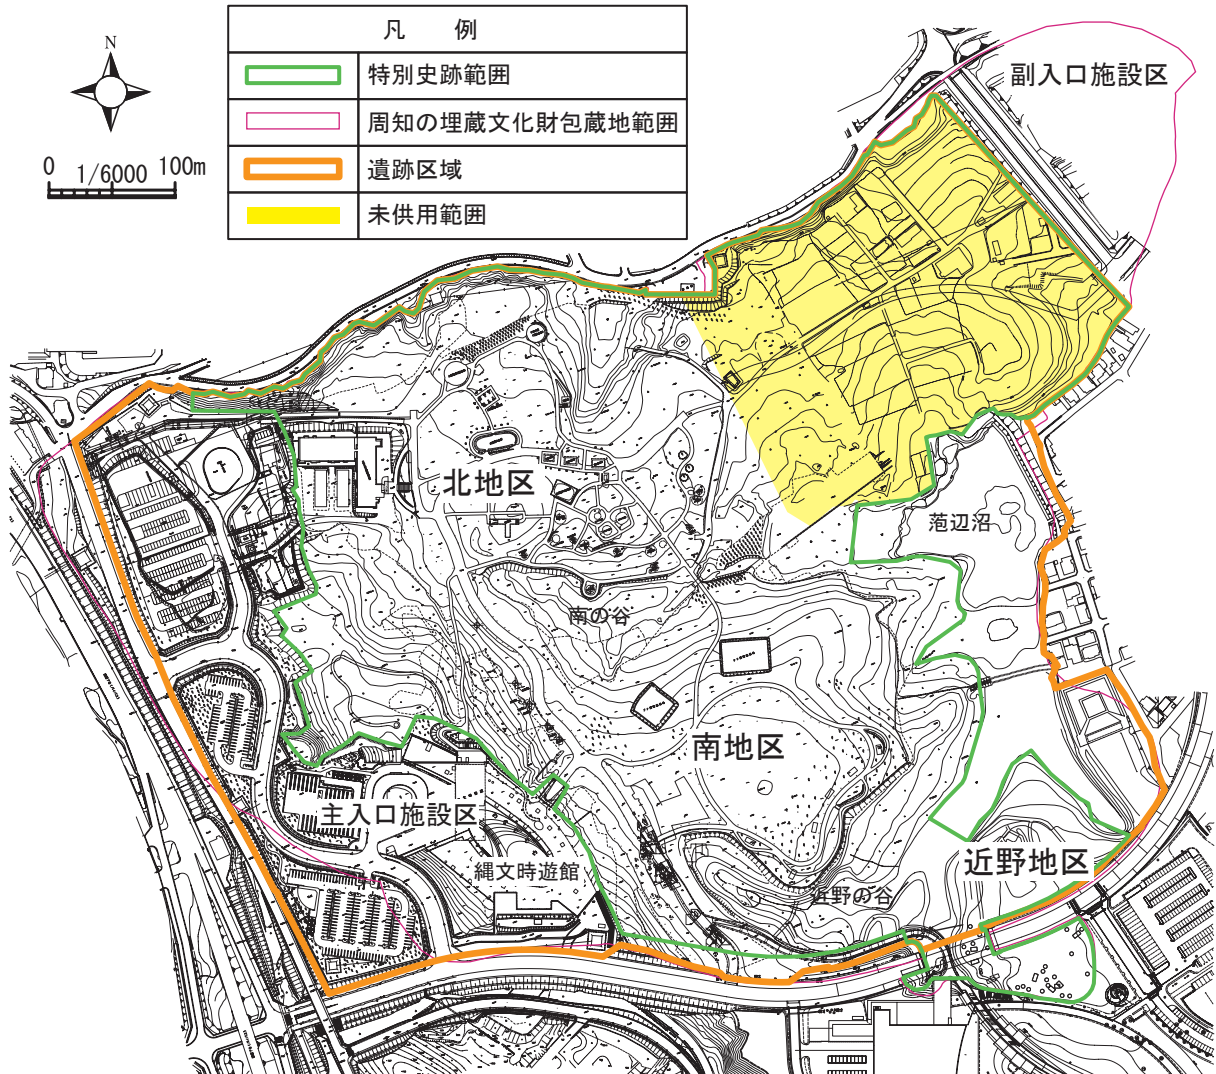 凡 例
特別史跡範囲
周知の埋蔵文化財包蔵地範囲
遺跡区域
未供用範囲
N
0 1/6000 100m
副入口施設区
北地区
萢辺沼
南の谷
南地区
主入口施設区
縄文時遊館
近野地区
近野の谷